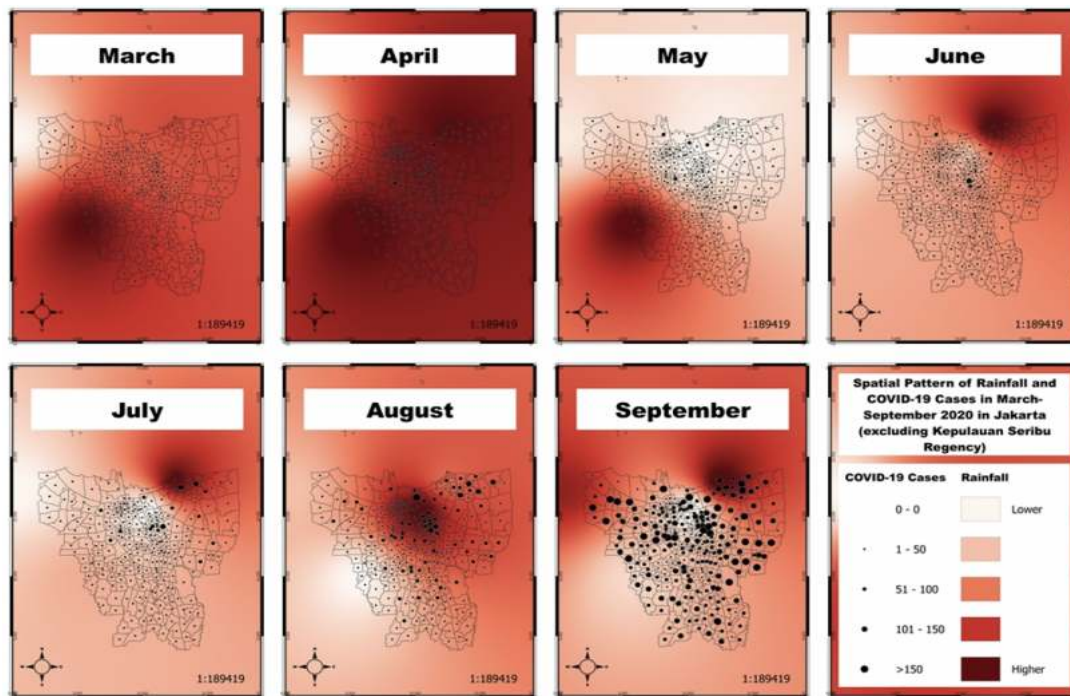 March
April
May
June
1:189419
1:189419
1:189419
1:189419
July
August
September
Spatial Pattern of Rainfall and
COVID-19 Cases in March-
September 2020 in Jakarta
(excluding Kepulauan Seribu
Regency)
COVID-19 Cases Rainfall
0 - 0 Lower
1 - 50
51 - 100
101 - 150
>150 Higher
1:189419
1:189419
1:189419